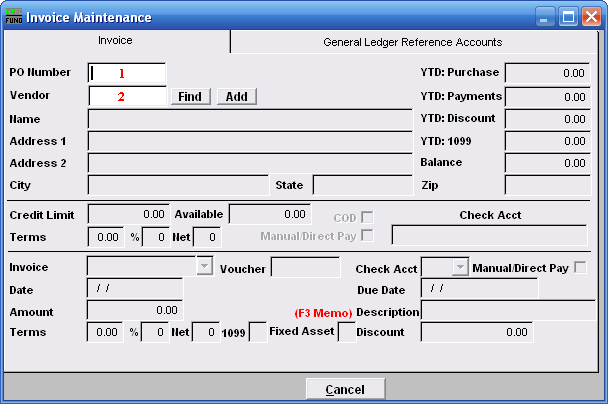 FUND Invoice Maintenance
Invoice General Ledger Reference Accounts
PO Number 1 YTD: Purchase 0.00
Vendor 2 Find Add YTD: Payments 0.00
Name YTD: Discount 0.00
Address 1 YTD: 1099 0.00
Address 2 Balance 0.00
City State Zip
Credit Limit 0.00 Available 0.00 COD Check Acct
Terms 0.00 % 0 Net 0 Manual/Direct Pay
Invoice Voucher Check Acct Manual/Direct Pay
Date / / Due Date / /
Amount 0.00 (F3 Memo) Description
Terms 0.00 % 0 Net 0 1099 Fixed Asset Discount 0.00
Cancel